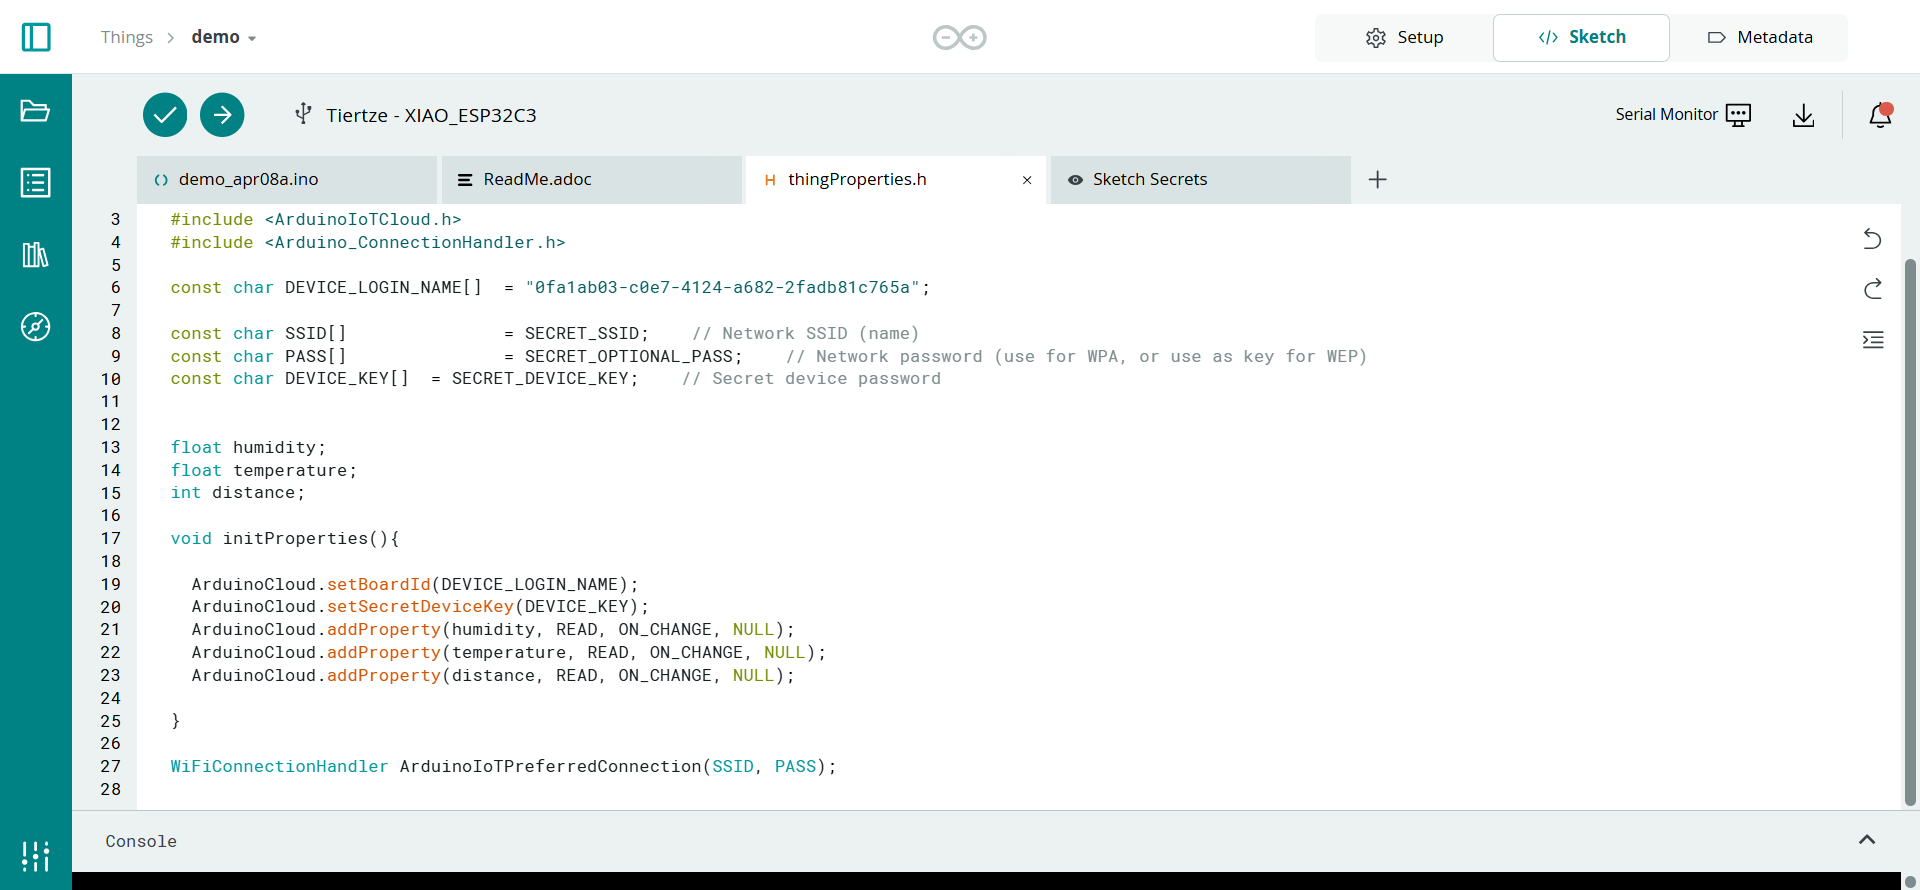 Things > demo
Setup
</> Sketch
Metadata
Tiertze - XIAO_ESP32C3
Serial Monitor
() demo_apr08a.ino
ReadMe.adoc
H thingProperties.h ×
Sketch Secrets
+
3 #include <ArduinoIoTCloud.h>
4 #include <Arduino_ConnectionHandler.h>
5
6 const char DEVICE_LOGIN_NAME[]  = "0fa1ab03-c0e7-4124-a682-2fadb81c765a";
7
8 const char SSID[]               = SECRET_SSID;    // Network SSID (name)
9 const char PASS[]               = SECRET_OPTIONAL_PASS;    // Network password (use for WPA, or use as key for WEP)
10 const char DEVICE_KEY[]  = SECRET_DEVICE_KEY;    // Secret device password
11
12
13 float humidity;
14 float temperature;
15 int distance;
16
17 void initProperties(){
18
19   ArduinoCloud.setBoardId(DEVICE_LOGIN_NAME);
20   ArduinoCloud.setSecretDeviceKey(DEVICE_KEY);
21   ArduinoCloud.addProperty(humidity, READ, ON_CHANGE, NULL);
22   ArduinoCloud.addProperty(temperature, READ, ON_CHANGE, NULL);
23   ArduinoCloud.addProperty(distance, READ, ON_CHANGE, NULL);
24
25 }
26
27 WiFiConnectionHandler ArduinoIoTPreferredConnection(SSID, PASS);
28
Console